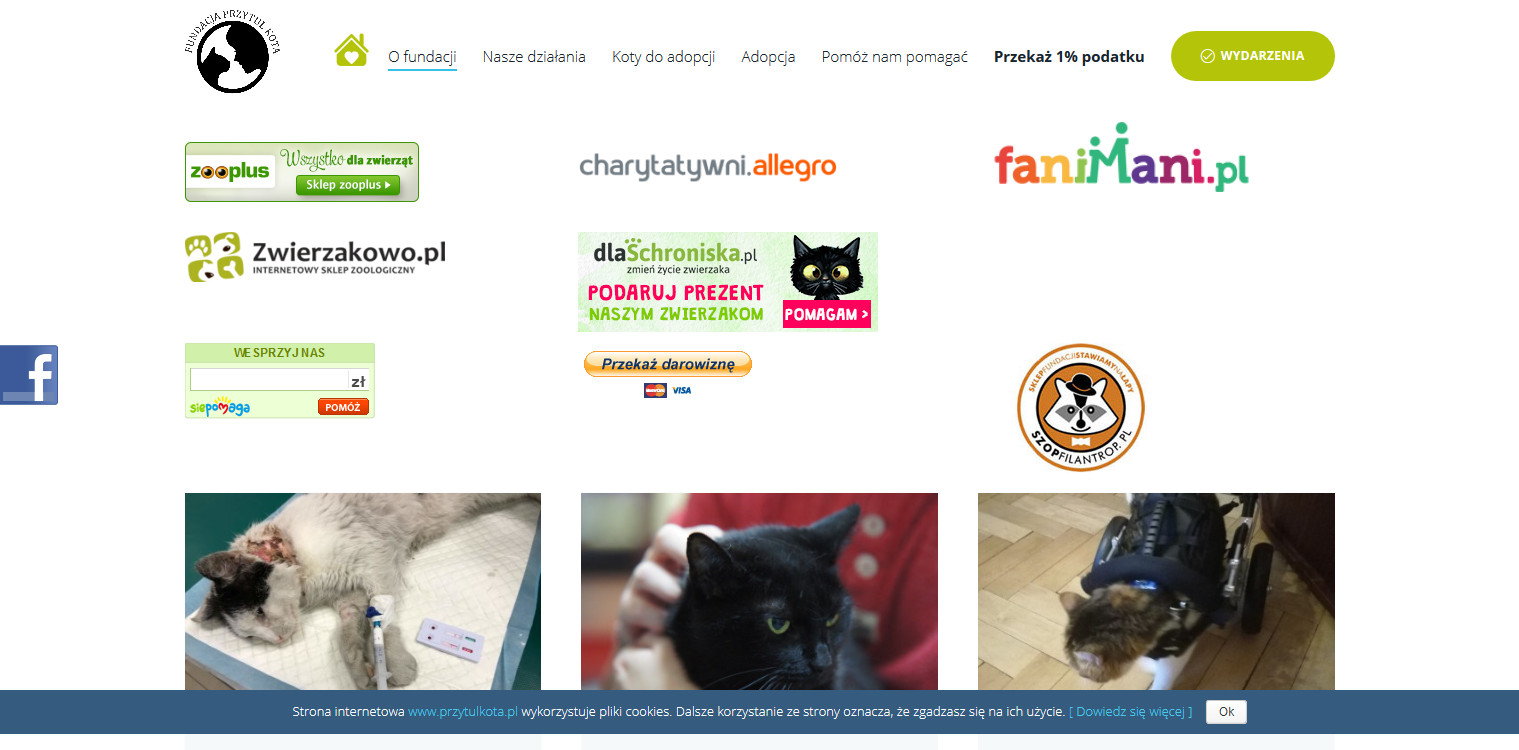 FUNDACJA PRZYTUL KOTA
O fundacji
Nasze działania
Koty do adopcji
Adopcja
Pomóż nam pomagać
Przekaż 1% podatku
WYDARZENIA
zooplus
Wszystko dla zwierząt
Sklep zooplus
charytatywni.allegro
faniMani.pl
Zwierzakowo.pl
INTERNETOWY SKLEP ZOOLOGICZNY
dlaSchroniska.pl
zmień życie zwierzaka
PODARUJ PREZENT
NASZYM ZWIERZAKOM
POMAGAM >
f
WESPRZYJ NAS
zł
siepomaga
POMÓŻ
Przekaż darowiznę
MasterCard
VISA
SKLEP FUNDACJI STAWIAMY NA ŁAPY
SZOPFILANTROP.PL
Strona internetowa www.przytulkota.pl wykorzystuje pliki cookies. Dalsze korzystanie ze strony oznacza, że zgadzasz się na ich użycie. [ Dowiedz się więcej ]
Ok